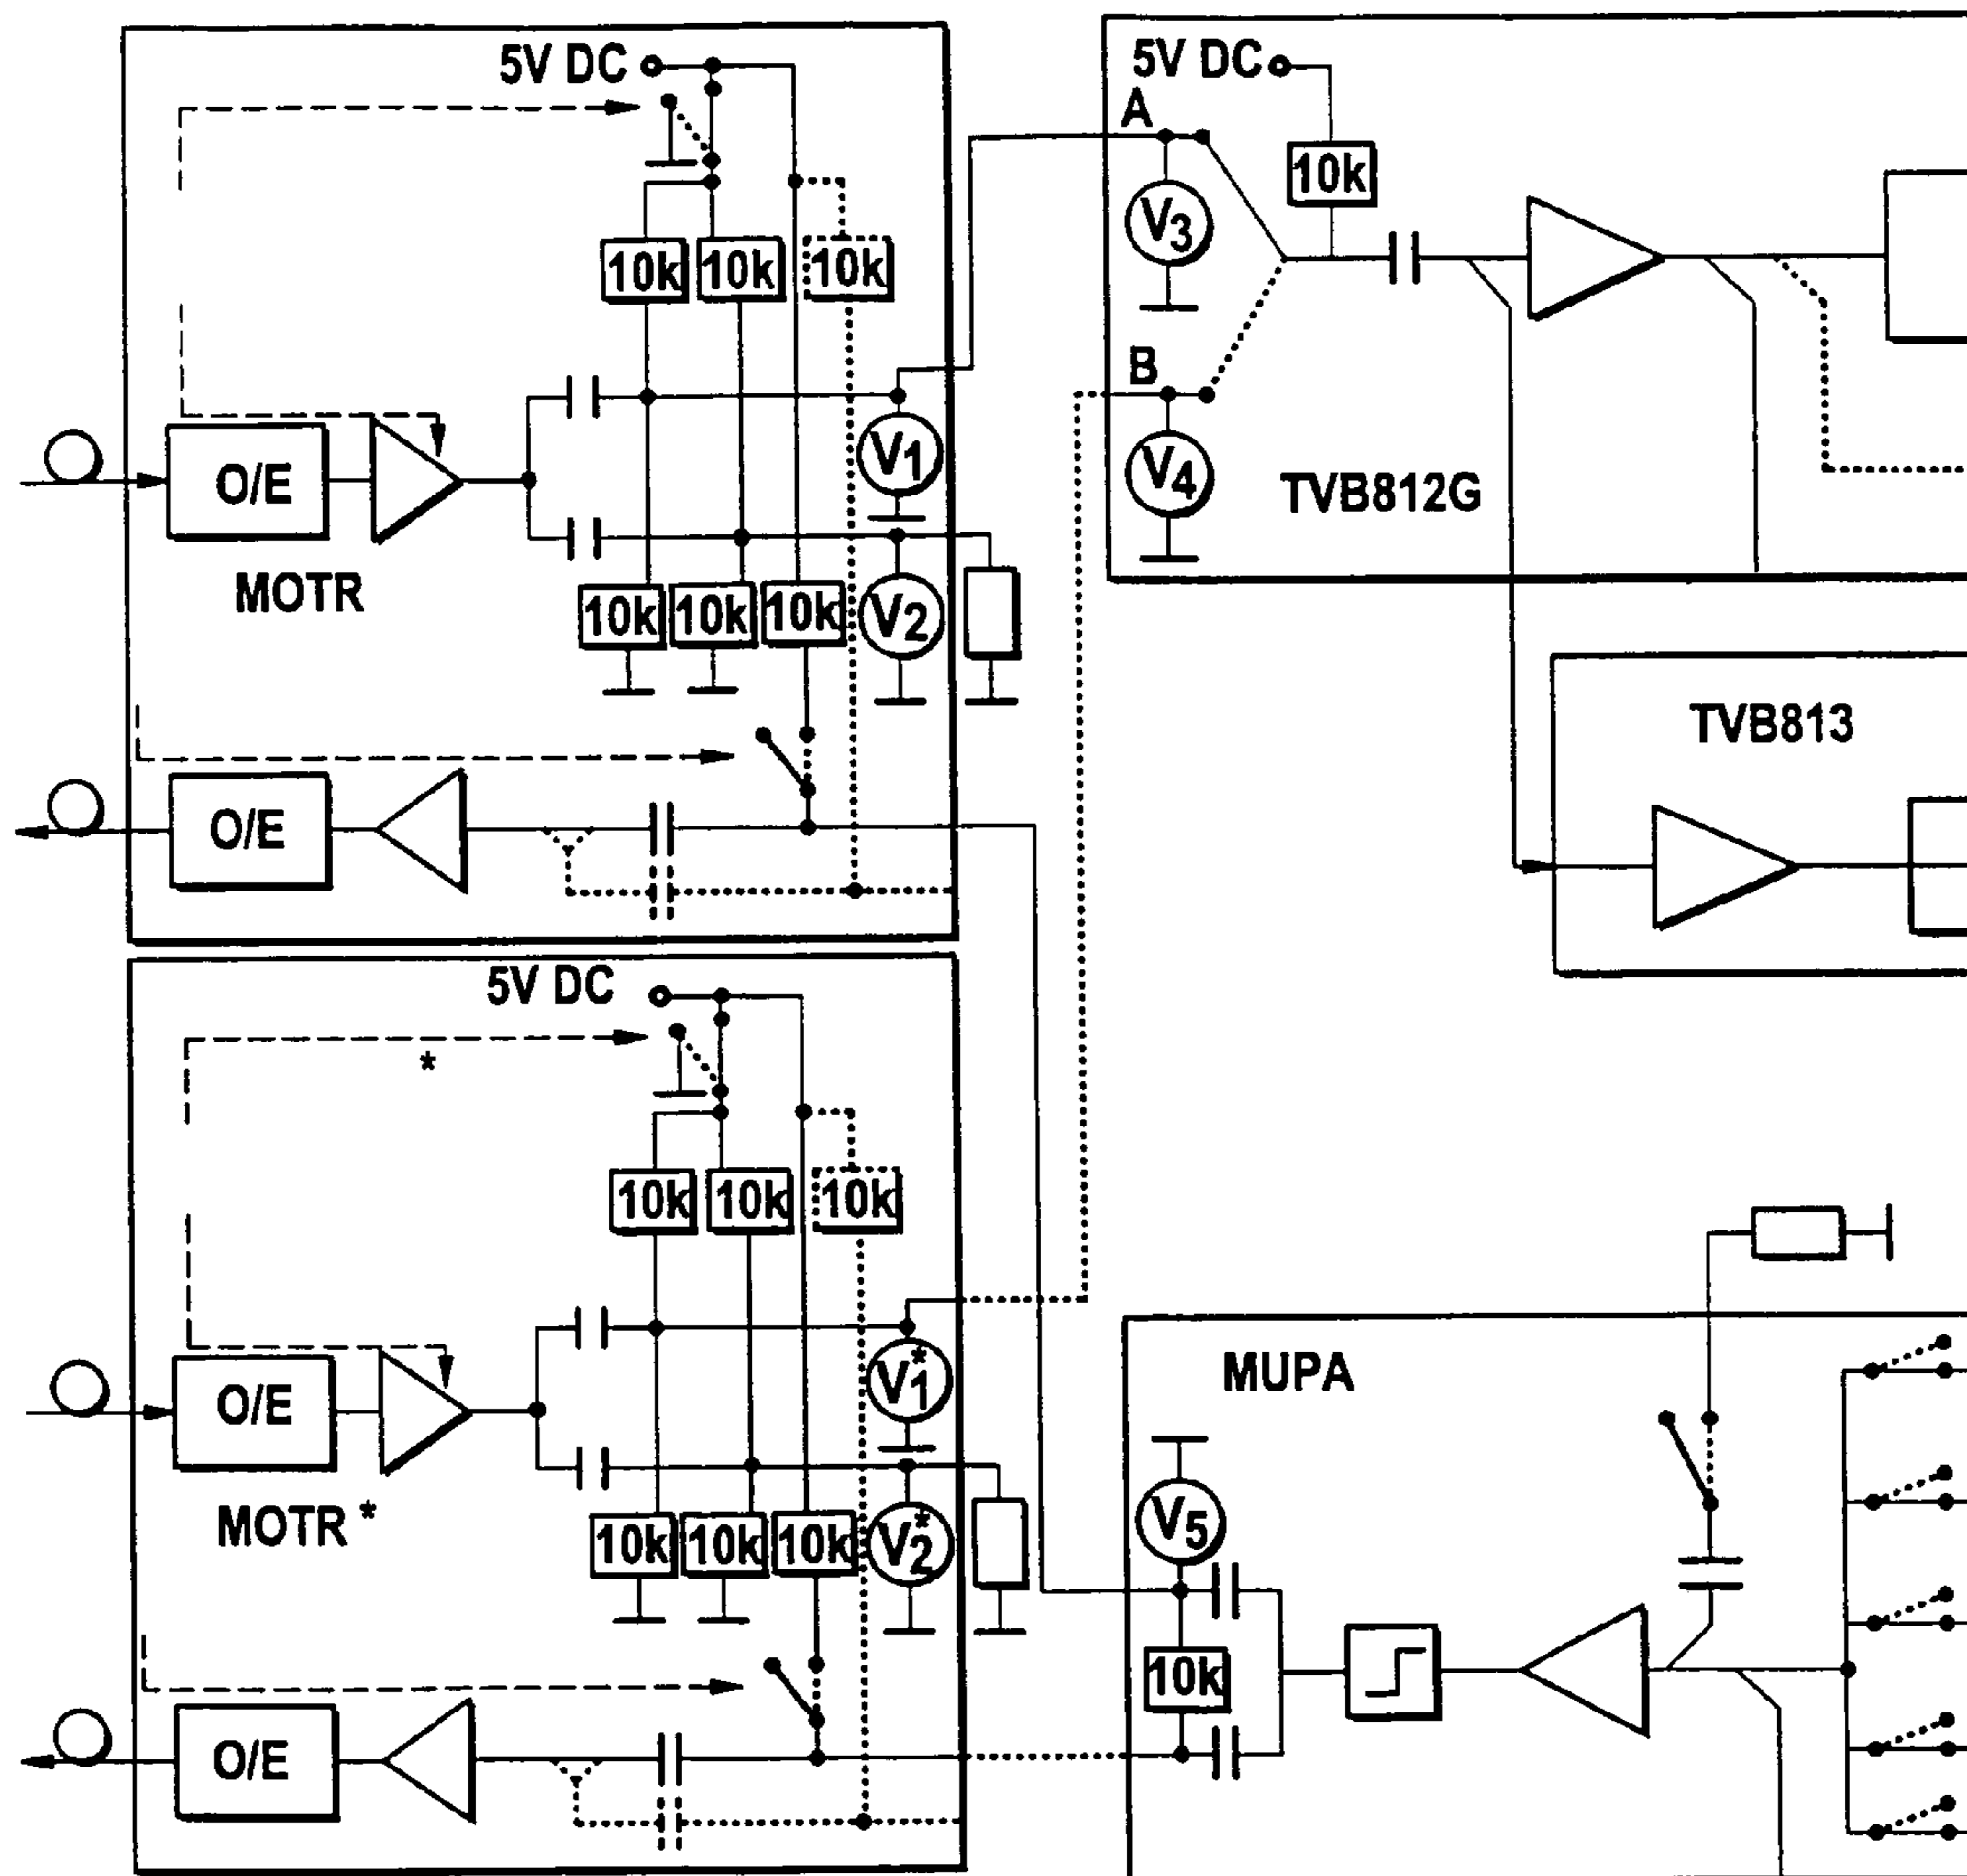 5V DC
10k
10k
10k
O/E
V1
MOTR
10k
10k
10k
V2
O/E
5V DC
A
V3
10k
B
V4
TVB812G
TVB813
5V DC
*
10k
10k
10k
O/E
V1*
MOTR *
10k
10k
10k
V2*
O/E
MUPA
V5
10k